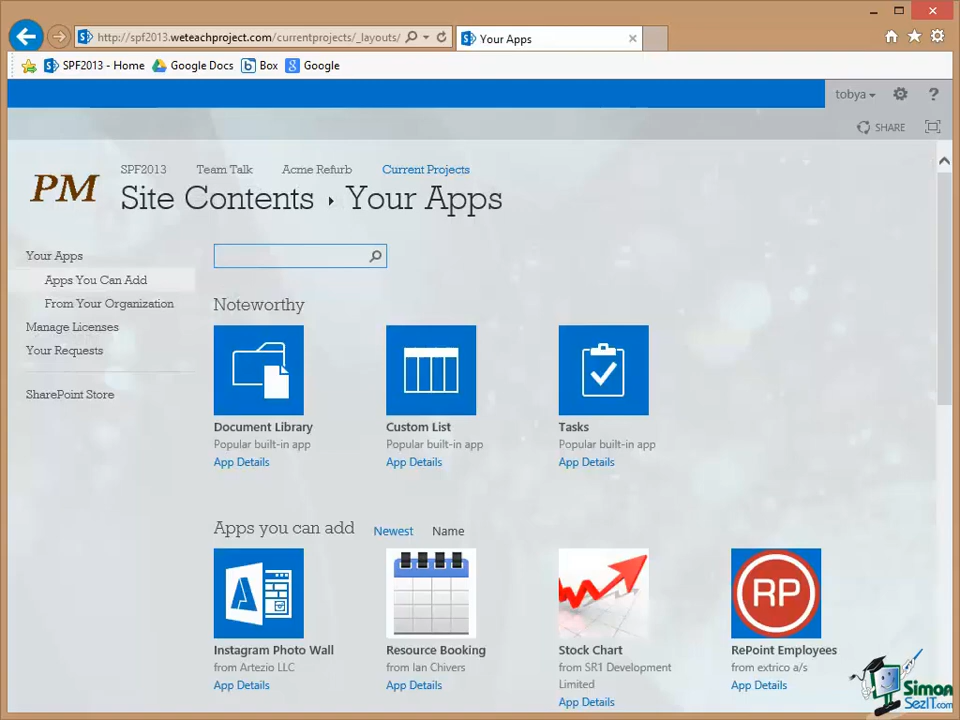 http://spf2013.weteachproject.com/currentprojects/_layouts/
Your Apps
SPF2013 - Home
Google Docs
Box
Google
tobya
SHARE
PM
SPF2013
Team Talk
Acme Refurb
Current Projects
Site Contents
Your Apps
Your Apps
Apps You Can Add
From Your Organization
Manage Licenses
Your Requests
SharePoint Store
Noteworthy
Document Library
Popular built-in app
App Details
Custom List
Popular built-in app
App Details
Tasks
Popular built-in app
App Details
Apps you can add
Newest
Name
Instagram Photo Wall
from Artezio LLC
App Details
Resource Booking
from Ian Chivers
App Details
Stock Chart
from SR1 Development
Limited
App Details
RP
RePoint Employees
from extrico a/s
App Details
Simon
SezIT.com